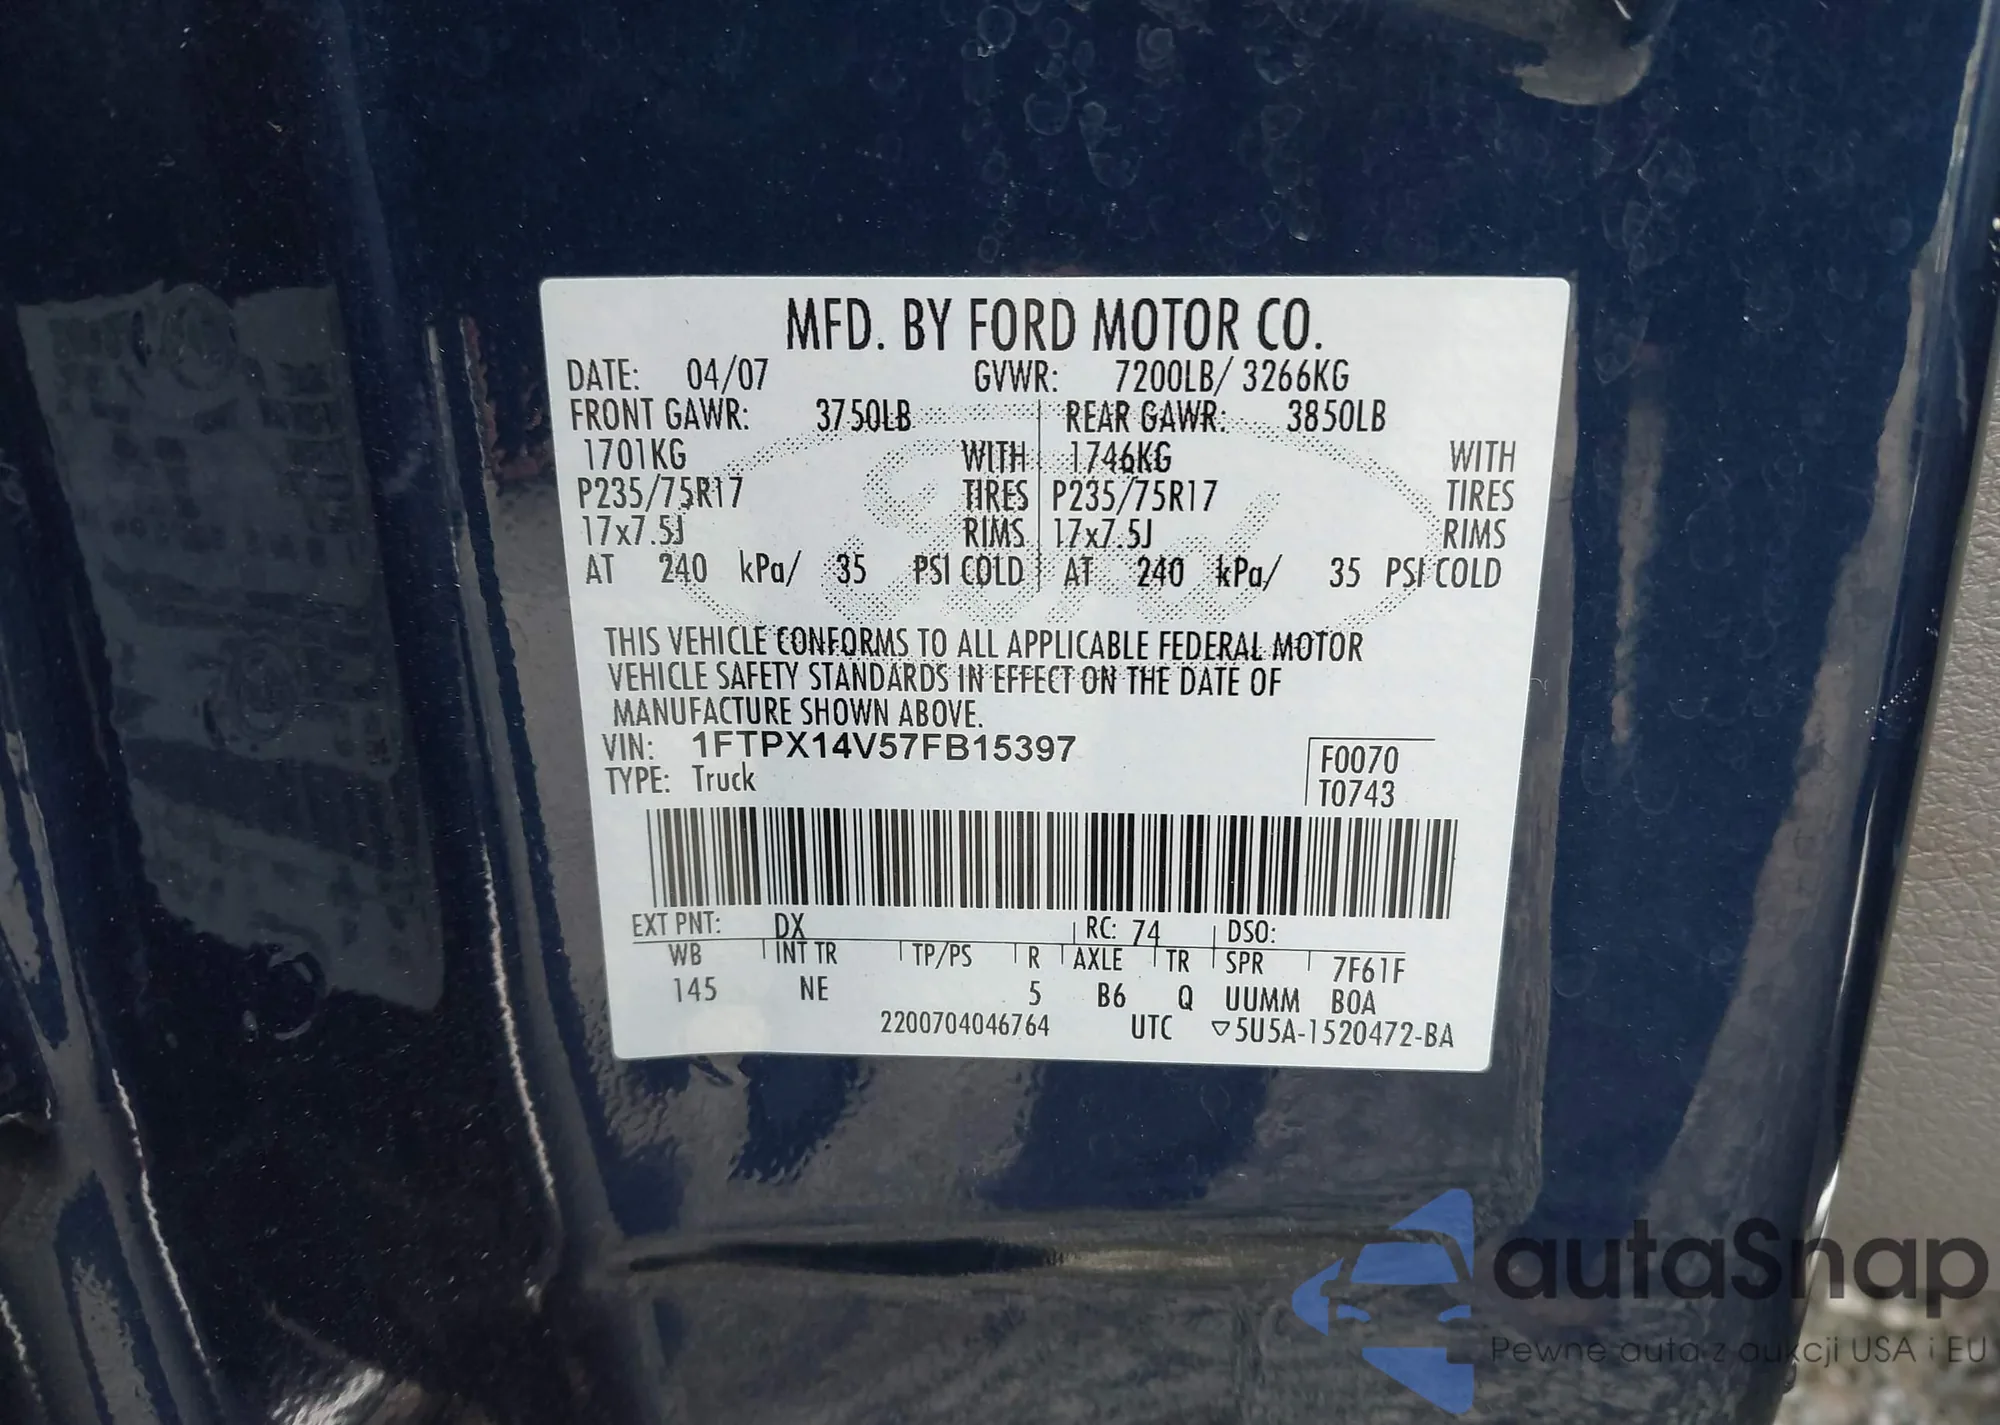 MFD. BY FORD MOTOR CO.
DATE: 04/07 GVWR: 7200LB/ 3266KG
FRONT GAWR: 3750LB REAR GAWR: 3850LB
1701KG WITH 1746KG WITH
P235/75R17 TIRES P235/75R17 TIRES
17x7.5J RIMS 17x7.5J RIMS
AT 240 kPa/ 35 PSI COLD AT 240 kPa/ 35 PSI COLD
THIS VEHICLE CONFORMS TO ALL APPLICABLE FEDERAL MOTOR
VEHICLE SAFETY STANDARDS IN EFFECT ON THE DATE OF
MANUFACTURE SHOWN ABOVE.
VIN: 1FTPX14V57FB15397
F0070
TYPE: Truck
T0743
EXT PNT: DX RC: 74 DSO:
WB INT TR TP/PS R AXLE TR SPR 7F61F
145 NE 5 B6 Q UUMM BOA
2200704046764 UTC ▽5U5A-1520472-BA
autaSnap
Pewne auta z aukcji USA i EU